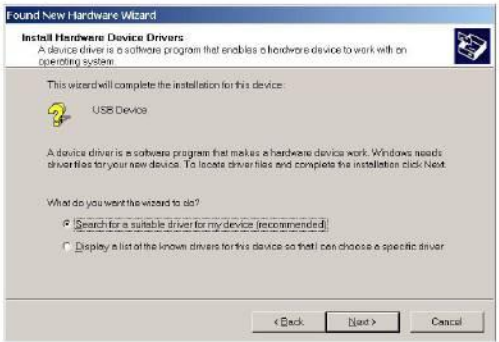 Found New Hardware Wizard
Install Hardware Device Drivers
A device driver is a software program that enables a hardware device to work with an
operating system.
This wizard will complete the installation for this device:
USB Device
A device driver is a software program that makes a hardware device work. Windows needs
driver files for your new device. To locate driver files and complete the installation click Next.
What do you want the wizard to do?
Search for a suitable driver for my device (recommended)
Display a list of the known drivers for this device so that I can choose a specific driver
< Back
Next >
Cancel